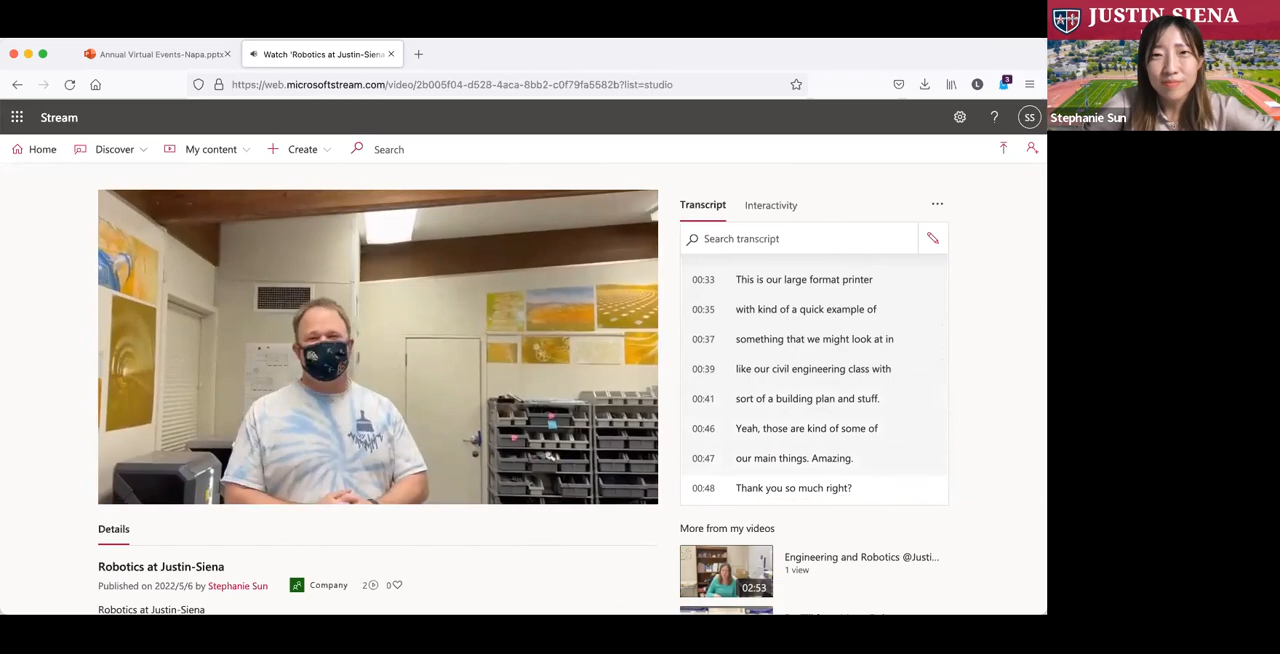 Annual Virtual Events-Napa.pptx
Watch 'Robotics at Justin-Siena
https://web.microsoftstream.com/video/2b005f04-d528-4aca-8bb2-c0f79fa5582b?list=studio
L
3
Stream
?
SS
Home
Discover
My content
Create
Search
JUSTIN SIENA
Stephanie Sun
Transcript
Interactivity
Search transcript
00:33 This is our large format printer
00:35 with kind of a quick example of
00:37 something that we might look at in
00:39 like our civil engineering class with
00:41 sort of a building plan and stuff.
00:46 Yeah, those are kind of some of
00:47 our main things. Amazing.
00:48 Thank you so much right?
Details
Robotics at Justin-Siena
Published on 2022/5/6 by Stephanie Sun
Company
2
0
Robotics at Justin-Siena
More from my videos
02:53
Engineering and Robotics @Justi...
1 view